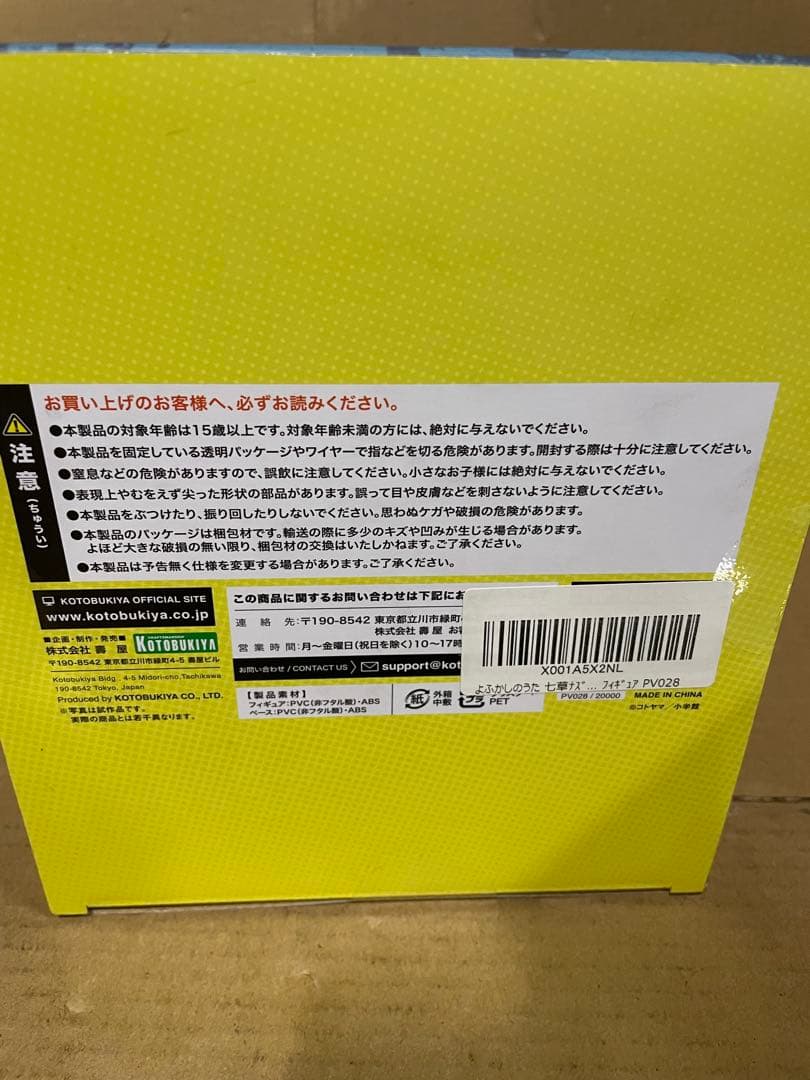 お買い上げのお客様へ、必ずお読みください。
注意(ちゅうい)
●本製品の対象年齢は15歳以上です。対象年齢未満の方には、絶対に与えないでください。
●本製品を固定している透明パッケージやワイヤーで指などを切る危険があります。開封する際は十分に注意してください。
●窒息などの危険がありますので、誤飲に注意してください。小さなお子様には絶対に与えないでください。
●表現上やむをえず尖った形状の部品があります。誤って目や皮膚などを刺さないように注意してください。
●本製品をぶつけたり、振り回したりしないでください。思わぬケガや破損の危険があります。
●本製品のパッケージは梱包材です。輸送の際に多少のキズや凹みが生じる場合があります。
よほど大きな破損の無い限り、梱包材の交換はいたしかねます。ご了承ください。
●本製品は予告無く仕様を変更する場合があります。ご了承ください。
KOTOBUKIYA OFFICIAL SITE
www.kotobukiya.co.jp
■企画・制作・発売■
株式会社 壽 屋
KOTOBUKIYA
〒190-8542 東京都立川市緑町4-5 壽屋ビル
Kotobukiya Bldg., 4-5 Midori-cho,Tachikawa
190-8542 Tokyo, Japan
Produced by KOTOBUKIYA CO., LTD.
※写真は試作品です。
実際の商品とは若干異なります。
この商品に関するお問い合わせは下記にお
連 絡 先:〒190-8542 東京都立川市緑町
株式会社 壽 屋 お
営業時間:月〜金曜日(祝日を除く)10〜17時
お問い合わせ / CONTACT US
support@kot
【製品素材】
フィギュア:PVC(非フタル酸)・ABS
ベース:PVC(非フタル酸)・ABS
紙
外箱
中敷
プラ
PET
X001A5X2NL
よふかしのうた 七草ナズ... フィギュア PV028
PV028 / 20000
MADE IN CHINA
©コトヤマ/小学館